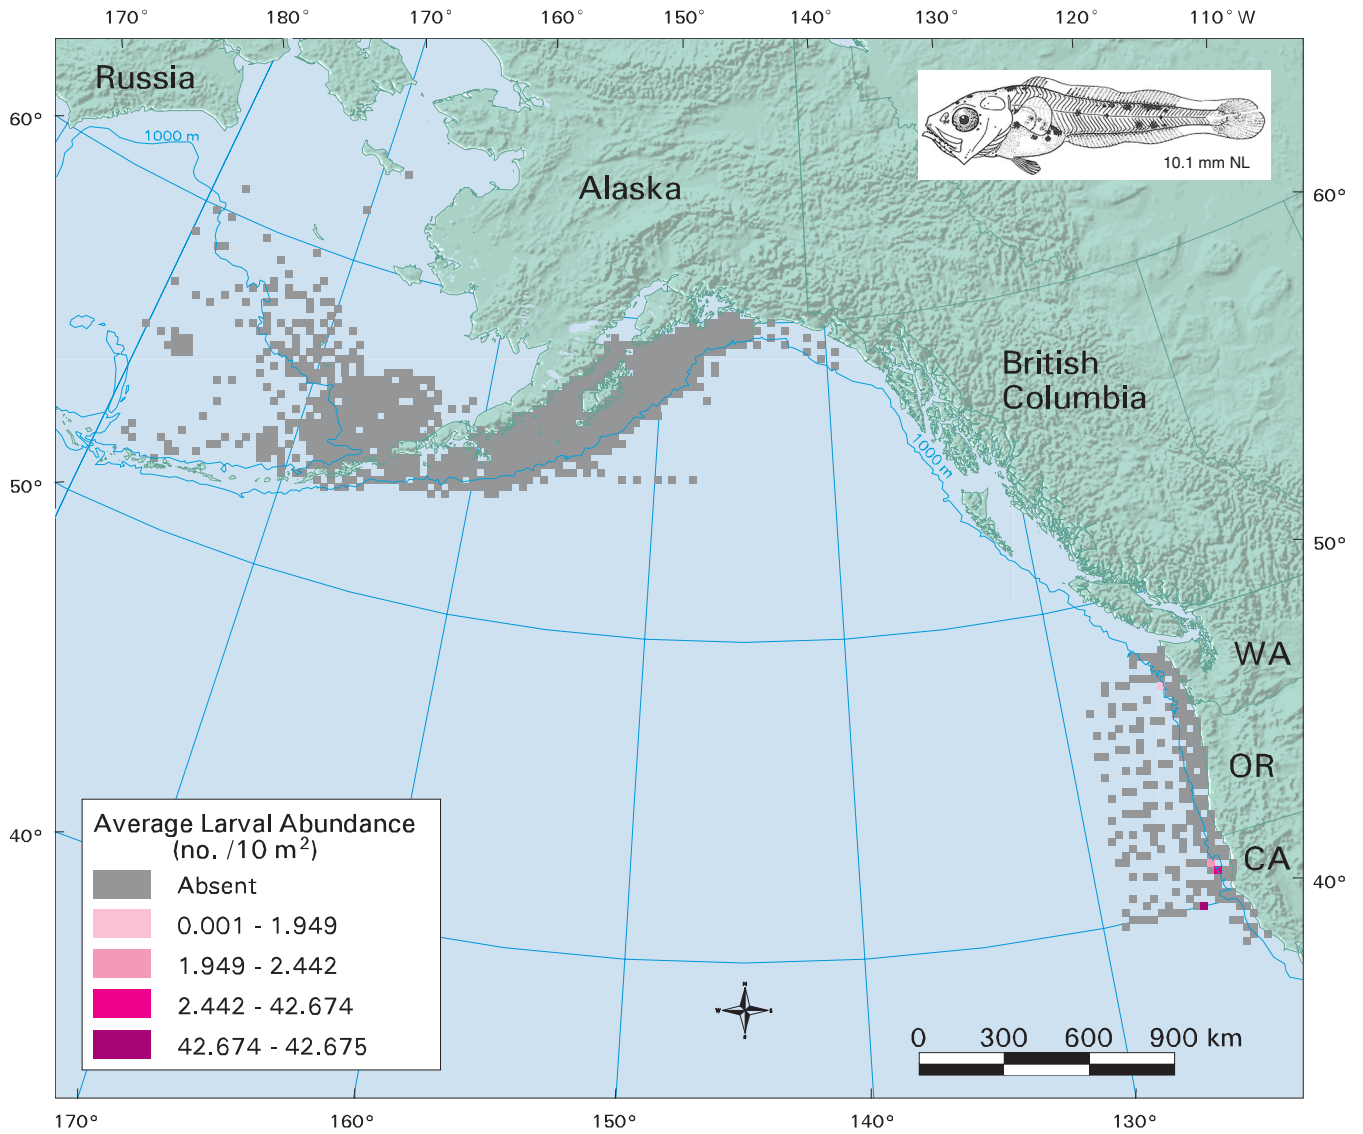 170° 180° 170° 160° 150° 140° 130° 120° 110° W
Russia
1000 m
60°
10.1 mm NL
Alaska
60°
British
Columbia
1000 m
50°
50°
WA
OR
Average Larval Abundance
(no. /10 m²)
40°
CA
Absent
40°
0.001 - 1.949
1.949 - 2.442
2.442 - 42.674
42.674 - 42.675
N
W
S
0 300 600 900 km
170° 160° 150° 140° 130°